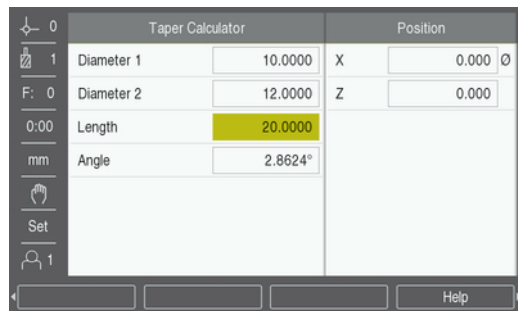 0
Taper Calculator
Position
1
Diameter 1
10.0000
X
0.000
Ø
F: 0
Diameter 2
12.0000
Z
0.000
0:00
Length
20.0000
mm
Angle
2.8624°
Set
1
Help